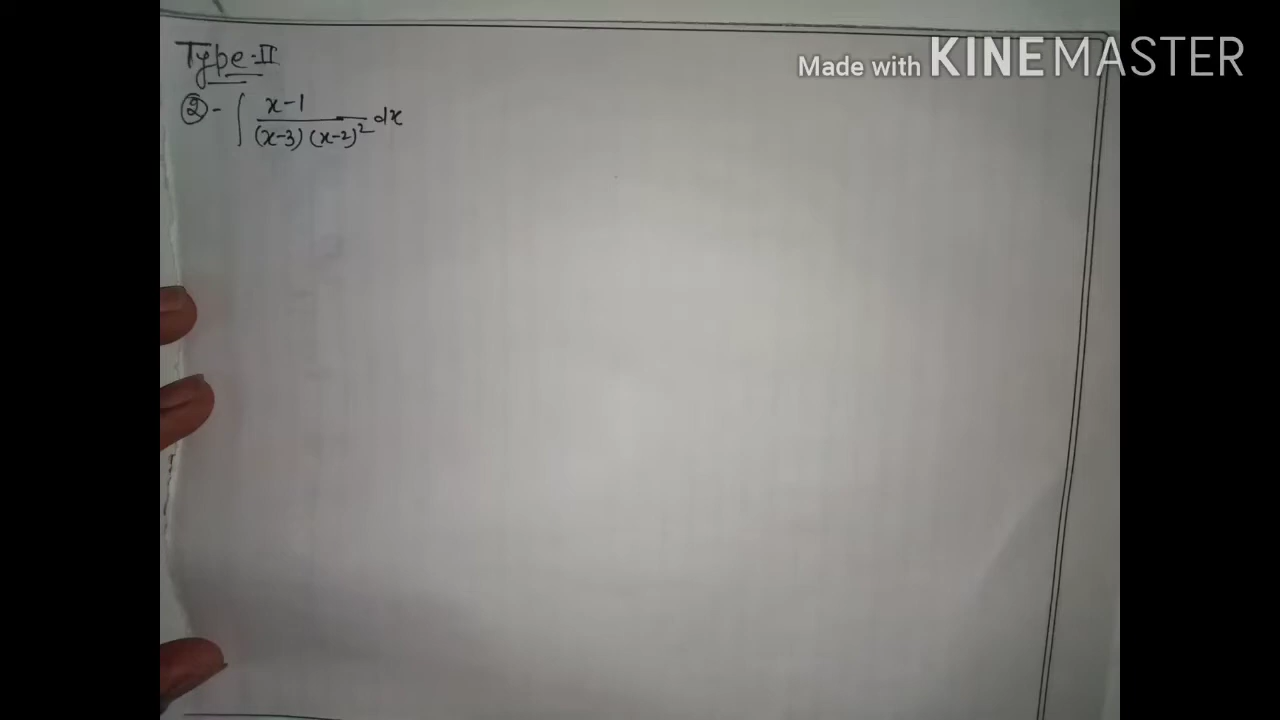 Type-II
Made with KINEMASTER
②- ∫ x-1
(x-3) (x-2)² dx